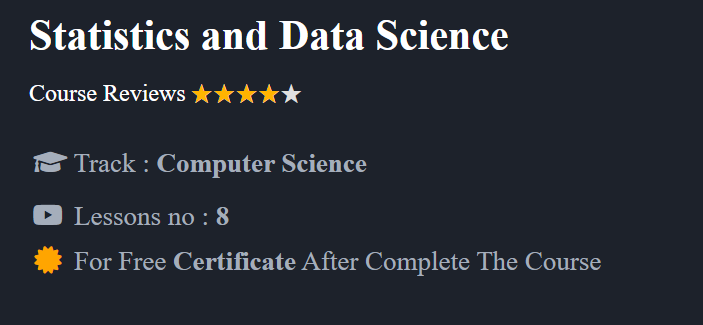 Statistics and Data Science
Course Reviews
Track : Computer Science
Lessons no : 8
For Free Certificate After Complete The Course